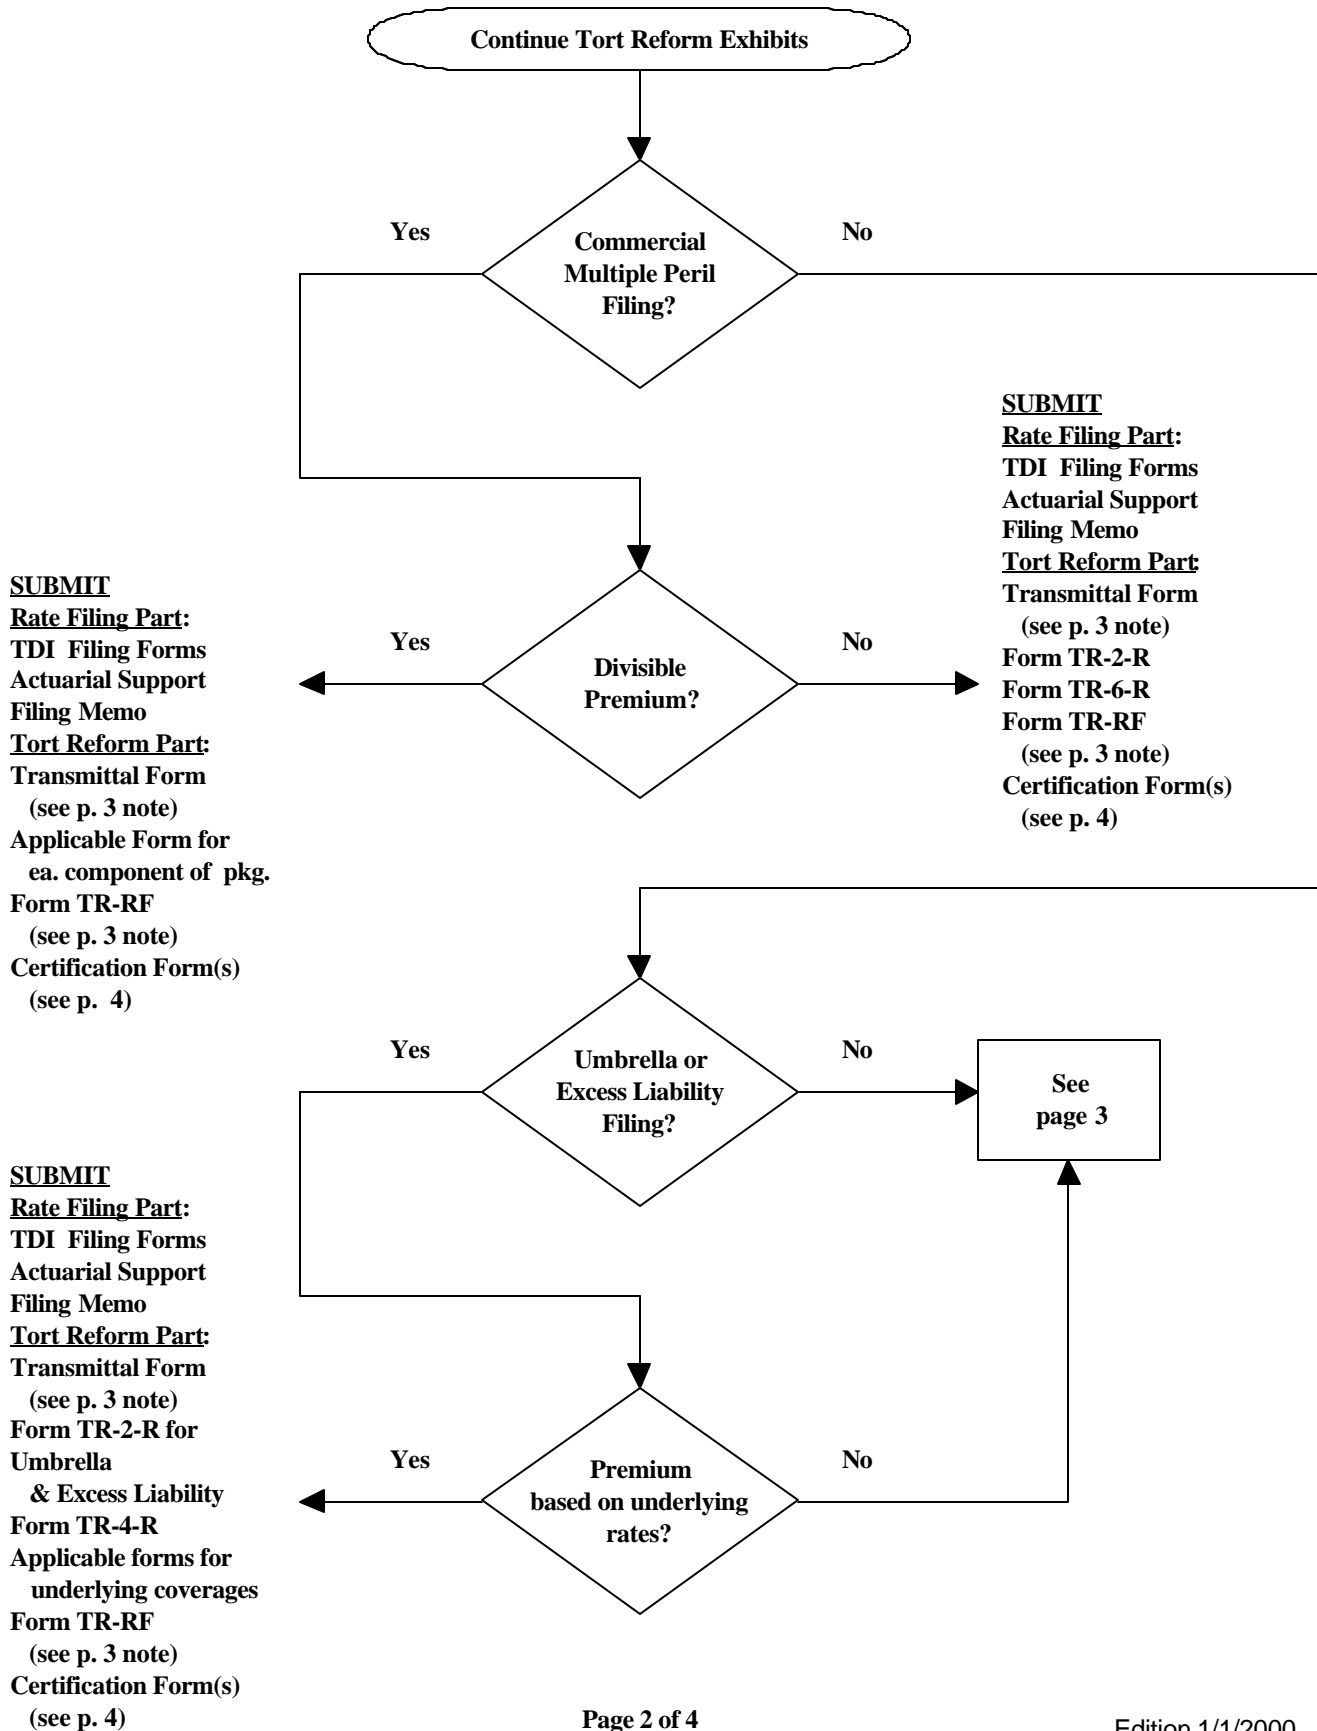 Continue Tort Reform Exhibits
Yes
No
Commercial
Multiple Peril
Filing?
SUBMIT
Rate Filing Part:
TDI Filing Forms
Actuarial Support
Filing Memo
Tort Reform Part:
Transmittal Form
(see p. 3 note)
Form TR-2-R
Form TR-6-R
Form TR-RF
(see p. 3 note)
Certification Form(s)
(see p. 4)
Yes
No
Divisible
Premium?
SUBMIT
Rate Filing Part:
TDI Filing Forms
Actuarial Support
Filing Memo
Tort Reform Part:
Transmittal Form
(see p. 3 note)
Applicable Form for
ea. component of pkg.
Form TR-RF
(see p. 3 note)
Certification Form(s)
(see p. 4)
Yes
No
Umbrella or
Excess Liability
Filing?
See
page 3
SUBMIT
Rate Filing Part:
TDI Filing Forms
Actuarial Support
Filing Memo
Tort Reform Part:
Transmittal Form
(see p. 3 note)
Form TR-2-R for
Umbrella
& Excess Liability
Form TR-4-R
Applicable forms for
underlying coverages
Form TR-RF
(see p. 3 note)
Certification Form(s)
(see p. 4)
Yes
No
Premium
based on underlying
rates?
Page 2 of 4
Edition 1/1/2000